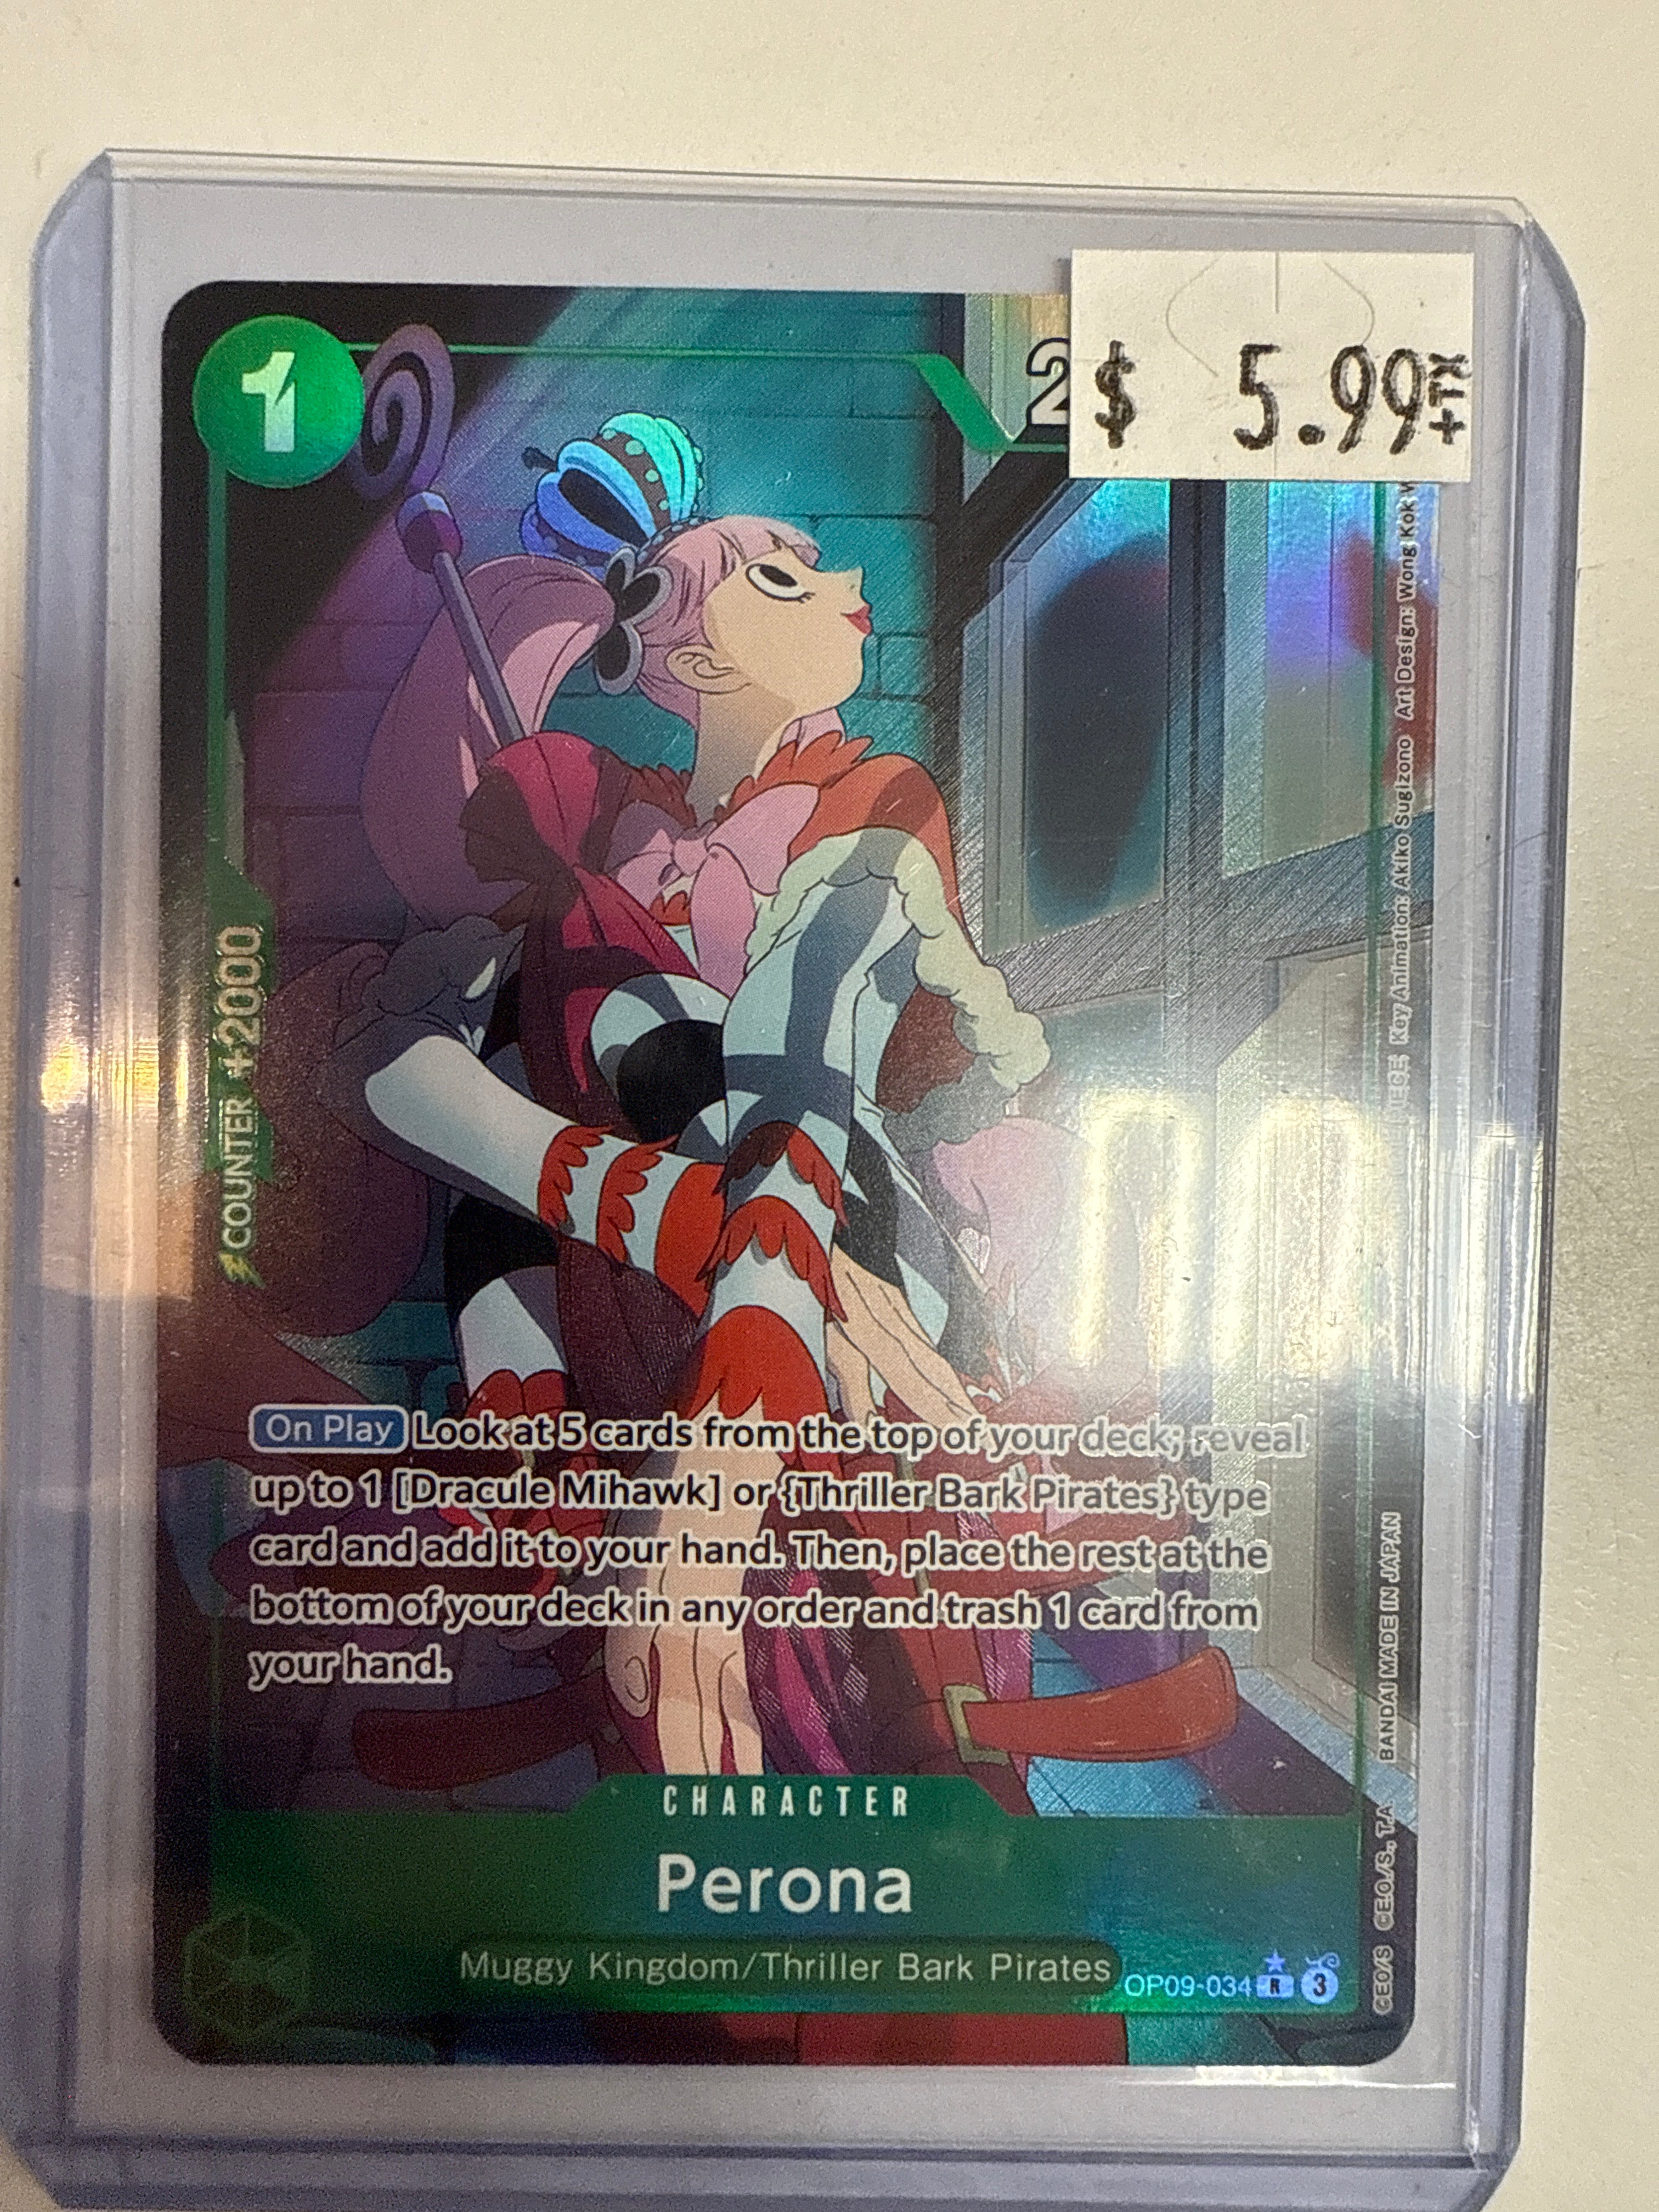 1
2
$ 5.99
+TX
COUNTER +2000
Key Animation: Akiko Sugizono Art Design: Wong Kok
On Play Look at 5 cards from the top of your deck; reveal
up to 1 [Dracule Mihawk] or {Thriller Bark Pirates} type
card and add it to your hand. Then, place the rest at the
bottom of your deck in any order and trash 1 card from
your hand.
CHARACTER
Perona
Muggy Kingdom/Thriller Bark Pirates
OP09-034 R 3
©E.O./S ©E.O./S., T.A. BANDAI MADE IN JAPAN